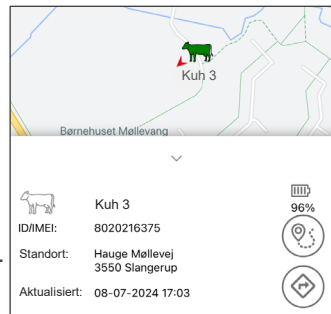 Kuh 3
Børnehuset Møllevang
Kuh 3
96%
ID/IMEI: 8020216375
Standort: Hauge Møllevej
3550 Slangerup
Aktualisiert: 08-07-2024 17:03